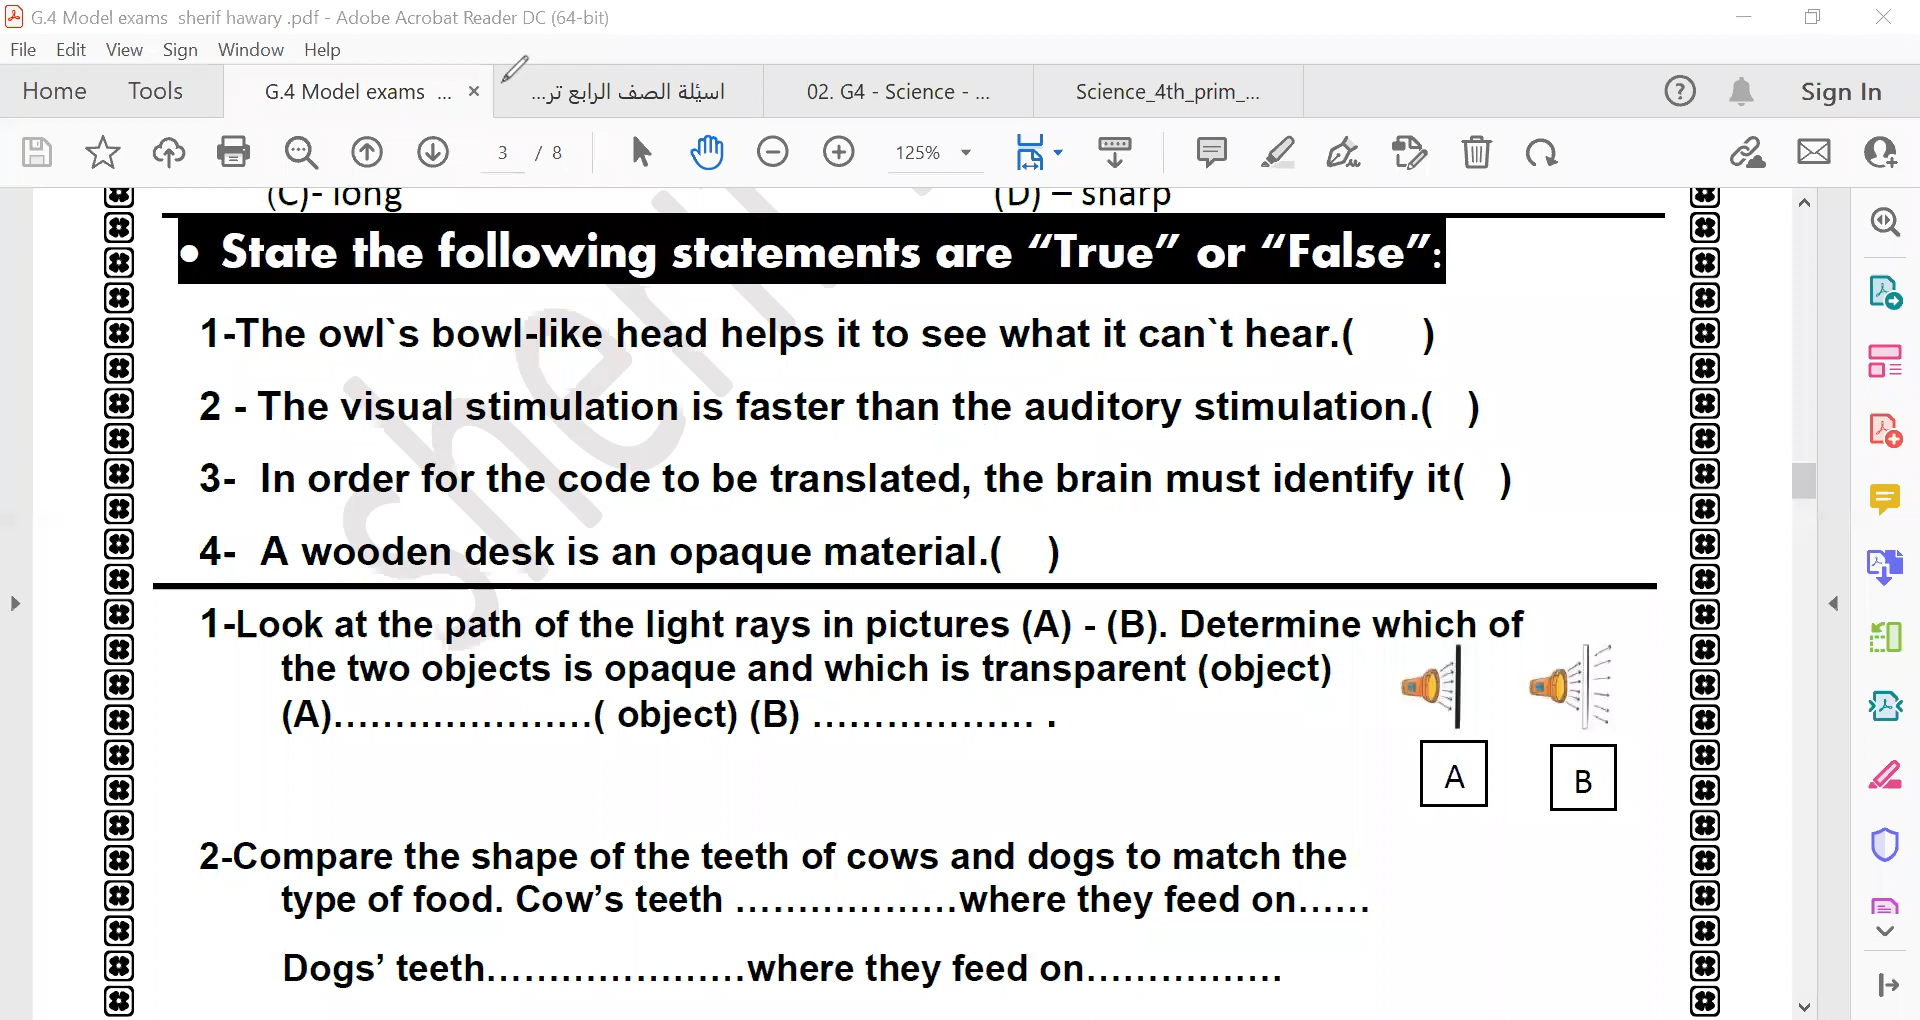 G.4 Model exams  sherif hawary .pdf - Adobe Acrobat Reader DC (64-bit)
File Edit View Sign Window Help
Home Tools G.4 Model exams ... × اسئلة الصف الرابع تر... 02. G4 - Science - ... Science_4th_prim_... Sign In
3 / 8 125%
(C)- long (D) – sharp
• State the following statements are “True” or “False”:
1-The owl`s bowl-like head helps it to see what it can`t hear.( )
2 - The visual stimulation is faster than the auditory stimulation.( )
3- In order for the code to be translated, the brain must identify it( )
4- A wooden desk is an opaque material.( )
1-Look at the path of the light rays in pictures (A) - (B). Determine which of
the two objects is opaque and which is transparent (object)
(A).....................( object) (B) .................. .
A B
2-Compare the shape of the teeth of cows and dogs to match the
type of food. Cow’s teeth ..................where they feed on......
Dogs’ teeth.....................where they feed on................